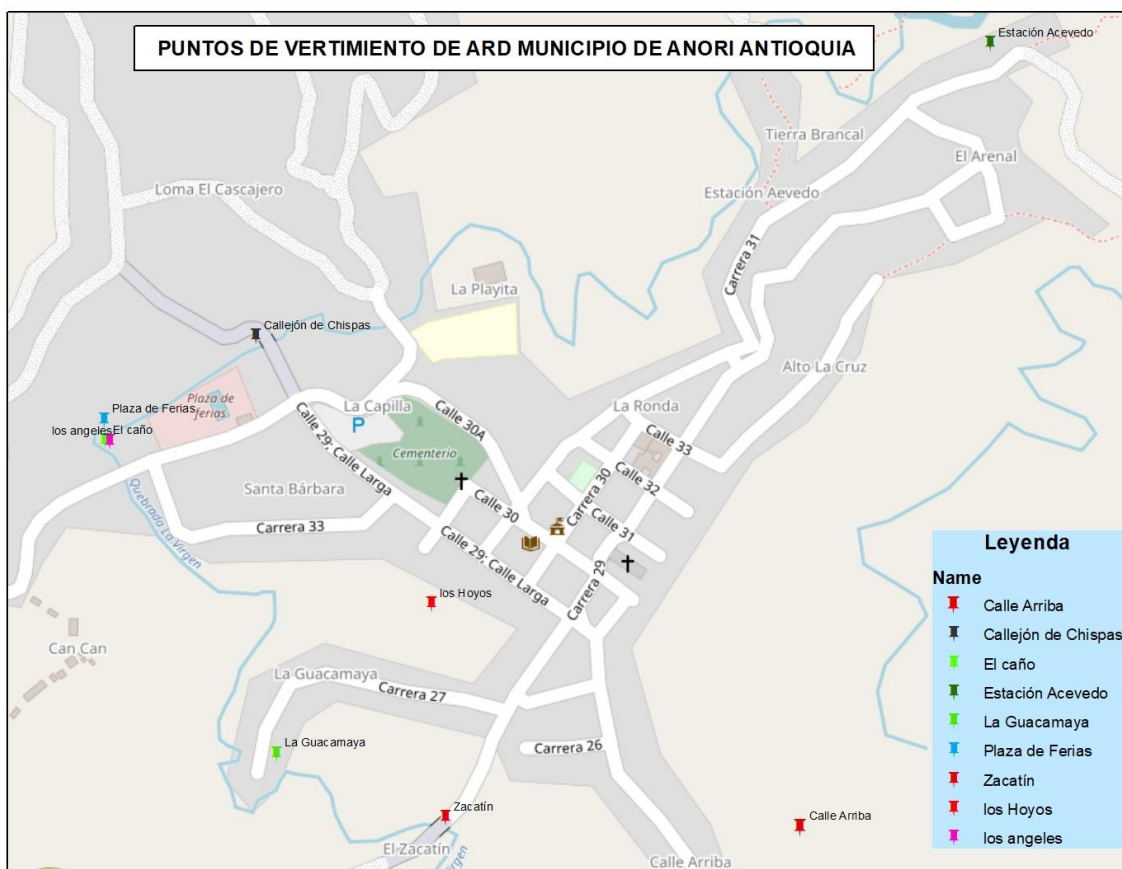 PUNTOS DE VERTIMIENTO DE ARD MUNICIPIO DE ANORI ANTIOQUIA
Estación Acevedo
Tierra Brancal
El Arenal
Loma El Cascajero
Estación Aevedo
Carrera 31
La Playita
Callejón de Chispas
Alto La Cruz
Plaza de Ferias
Plaza de
ferias
La Capilla
P
La Ronda
Calle 30A
los angeles
El caño
Calle 33
Cementerio
Calle 29; Calle Larga
Calle 32
Santa Bárbara
Carrera 30
Quebrada La Virgen
Calle 30
Carrera 33
Calle 31
Calle 29; Calle Larga
Carrera 29
los Hoyos
Can Can
La Guacamaya
Carrera 27
La Guacamaya
Carrera 26
Zacatín
Calle Arriba
El Zacatín
Virgen
Calle Arriba
Leyenda
Name
Calle Arriba
Callejón de Chispas
El caño
Estación Acevedo
La Guacamaya
Plaza de Ferias
Zacatín
los Hoyos
los angeles